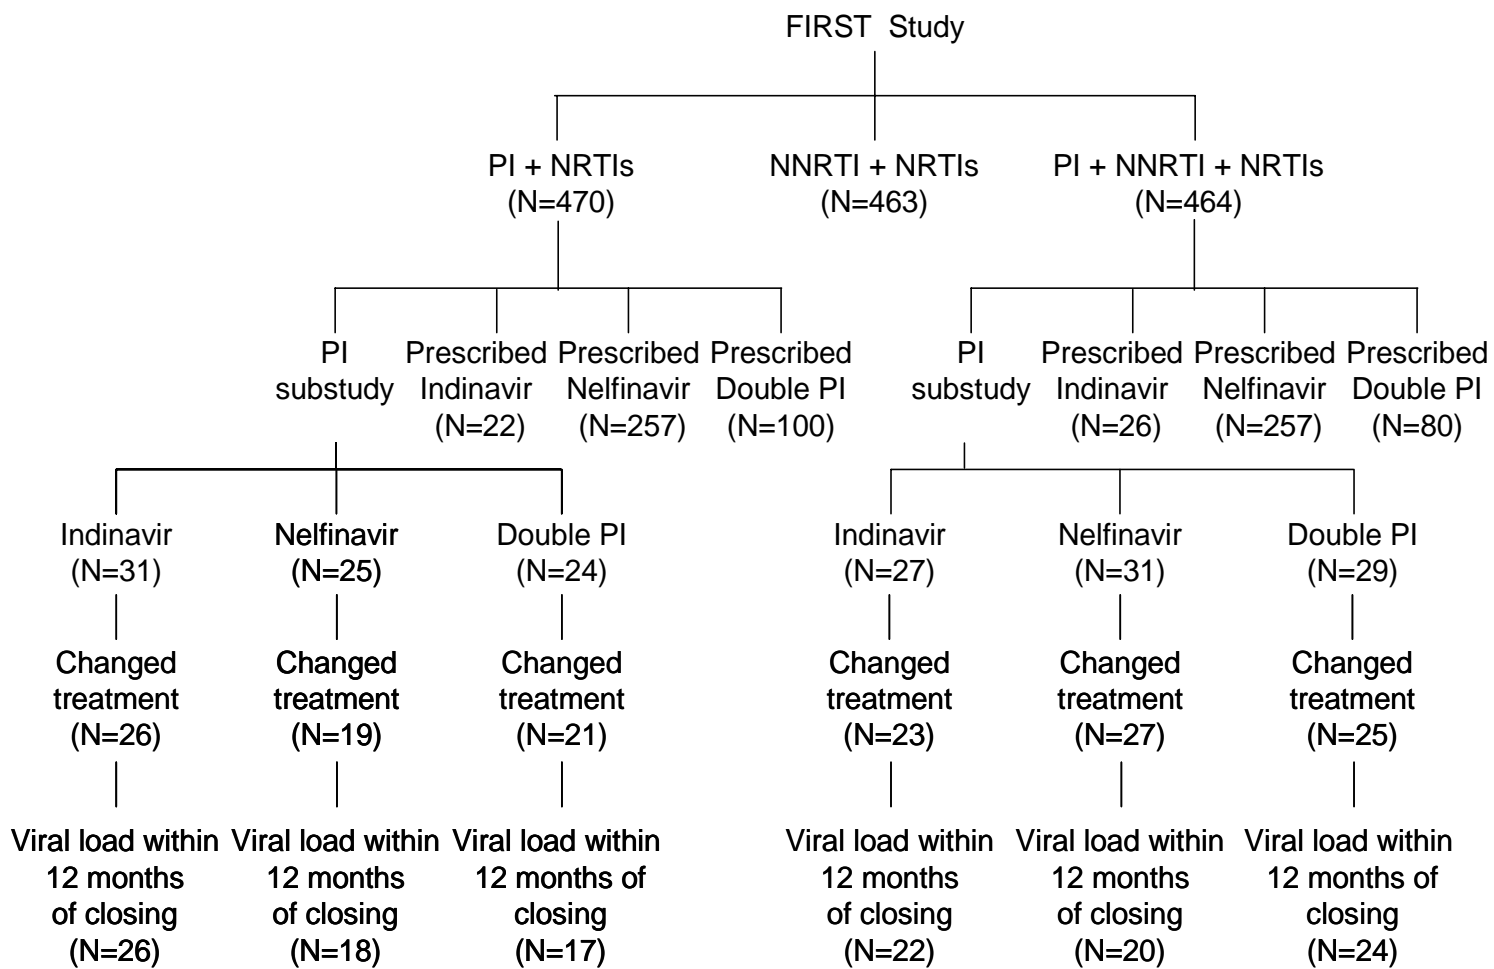 FIRST Study
PI + NRTIs
(N=470)
NNRTI + NRTIs
(N=463)
PI + NNRTI + NRTIs
(N=464)
PI
substudy
Prescribed
Indinavir
(N=22)
Prescribed
Nelfinavir
(N=257)
Prescribed
Double PI
(N=100)
PI
substudy
Prescribed
Indinavir
(N=26)
Prescribed
Nelfinavir
(N=257)
Prescribed
Double PI
(N=80)
Indinavir
(N=31)
Nelfinavir
(N=25)
Double PI
(N=24)
Indinavir
(N=27)
Nelfinavir
(N=31)
Double PI
(N=29)
Changed
treatment
(N=26)
Changed
treatment
(N=19)
Changed
treatment
(N=21)
Changed
treatment
(N=23)
Changed
treatment
(N=27)
Changed
treatment
(N=25)
Viral load within
12 months
of closing
(N=26)
Viral load within
12 months
of closing
(N=18)
Viral load within
12 months of
closing
(N=17)
Viral load within
12 months
of closing
(N=22)
Viral load within
12 months
of closing
(N=20)
Viral load within
12 months of
closing
(N=24)